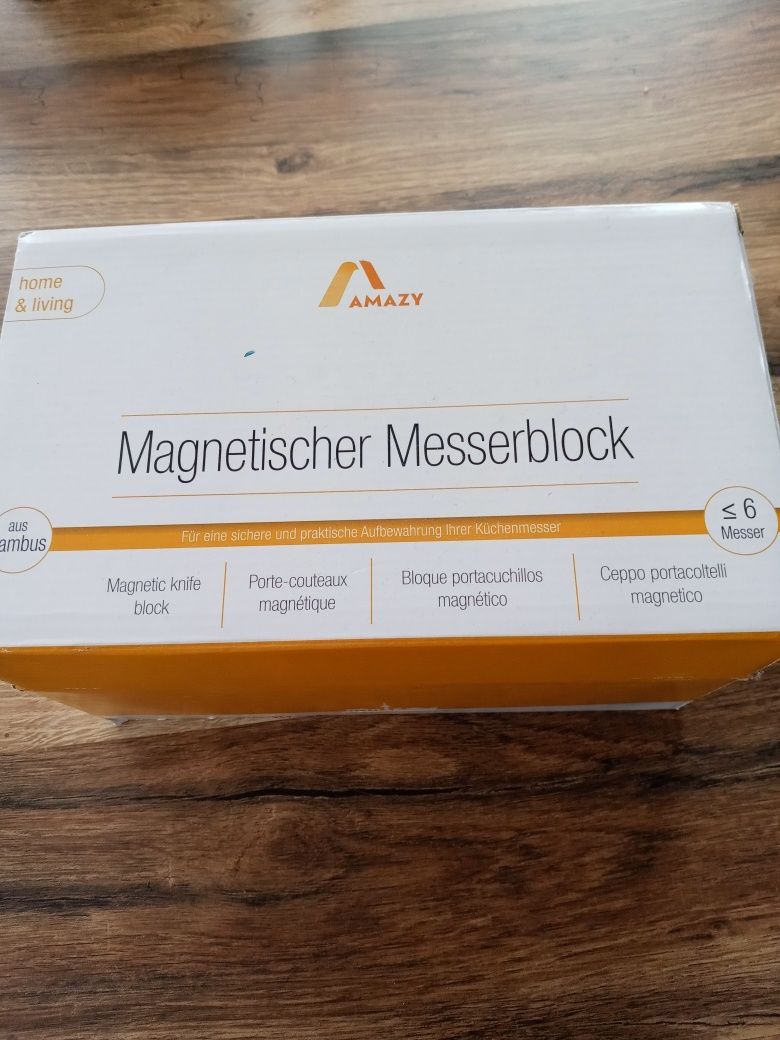 home
& living
AMAZY
Magnetischer Messerblock
aus
ambus
≤ 6
Messer
Für eine sichere und praktische Aufbewahrung Ihrer Küchenmesser
Magnetic knife
block
Porte-couteaux
magnétique
Bloque portacuchillos
magnético
Ceppo portacoltelli
magnetico